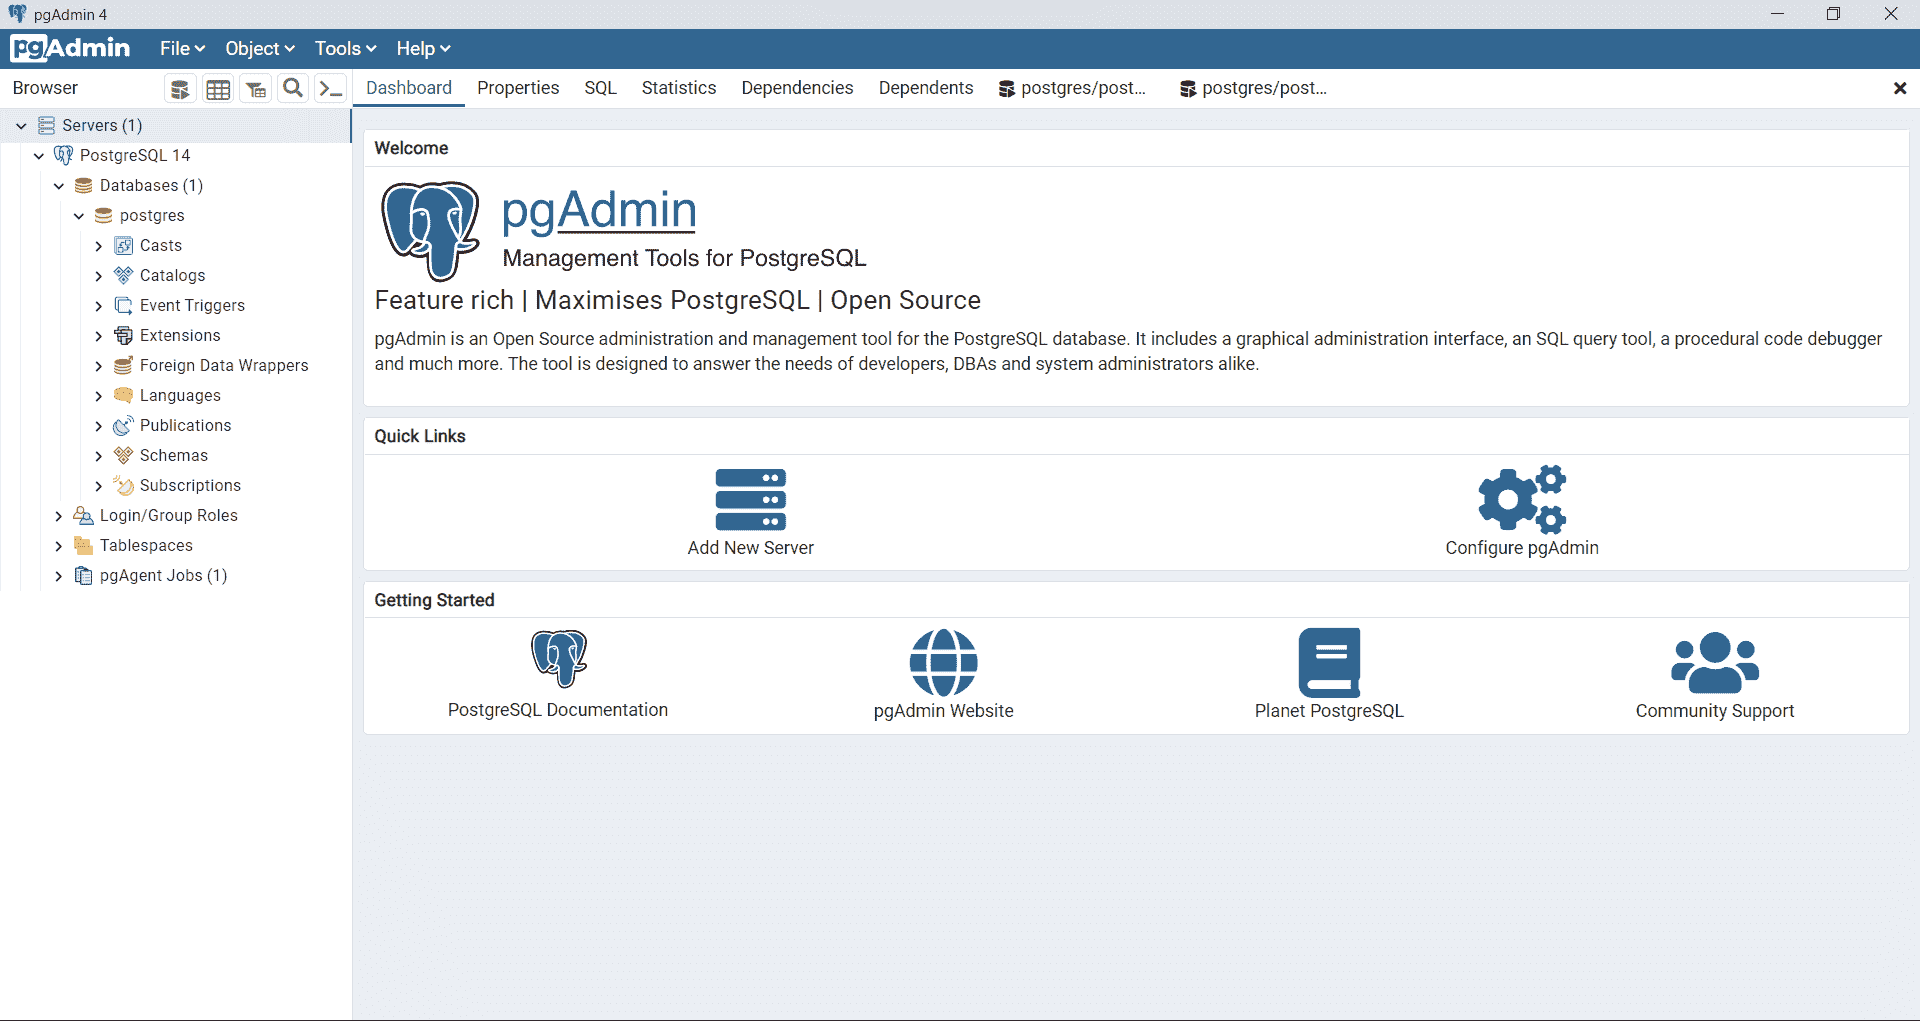 pgAdmin 4
pgAdmin File Object Tools Help
Browser
Dashboard Properties SQL Statistics Dependencies Dependents postgres/post... postgres/post...
Servers (1)
PostgreSQL 14
Databases (1)
postgres
Casts
Catalogs
Event Triggers
Extensions
Foreign Data Wrappers
Languages
Publications
Schemas
Subscriptions
Login/Group Roles
Tablespaces
pgAgent Jobs (1)
Welcome
pgAdmin
Management Tools for PostgreSQL
Feature rich | Maximises PostgreSQL | Open Source
pgAdmin is an Open Source administration and management tool for the PostgreSQL database. It includes a graphical administration interface, an SQL query tool, a procedural code debugger
and much more. The tool is designed to answer the needs of developers, DBAs and system administrators alike.
Quick Links
Add New Server
Configure pgAdmin
Getting Started
PostgreSQL Documentation
pgAdmin Website
Planet PostgreSQL
Community Support